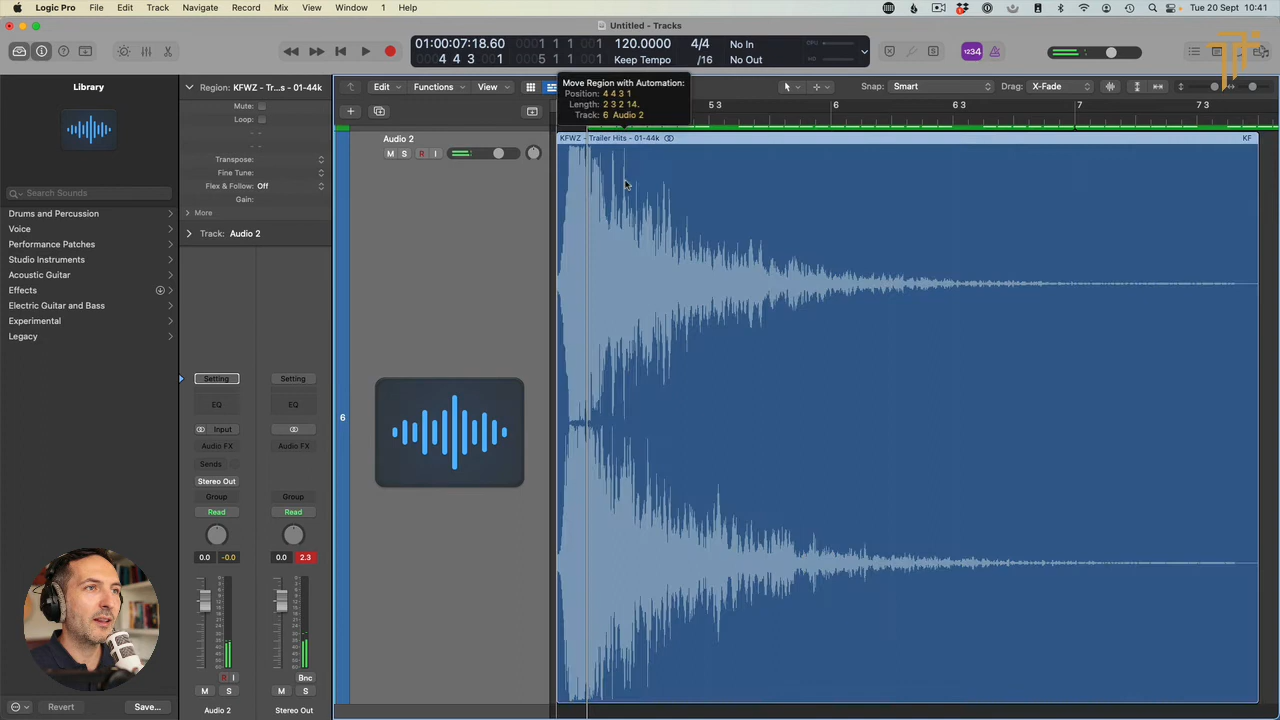 Logic Pro File Edit Track Navigate Record Mix View Window 1 Help Tue 20 Sept 10:41
Untitled - Tracks
01:00:07:18.60 0005 1 1 001 120.0000 4/4 No In CPU
4 4 3 1 0005 1 1 001 Keep Tempo /16 No Out HD
1234
Library
Region: KFWZ - Tr...s - 01-44k
Mute:
Loop:
Transpose:
Fine Tune:
Flex & Follow: Off
Gain:
More
Track: Audio 2
Search Sounds
Drums and Percussion
Voice
Performance Patches
Studio Instruments
Acoustic Guitar
Effects
Electric Guitar and Bass
Experimental
Legacy
Edit Functions View
Snap: Smart Drag: X-Fade
Move Region with Automation:
Position: 4 4 3 1
Length: 2 3 2 14.
Track: 6 Audio 2
5 3 6 6 3 7 7 3
Audio 2
M S R I
KFWZ - Trailer Hits - 01-44k KF
6
Setting Setting
EQ EQ
Input
Audio FX Audio FX
Sends
Stereo Out
Group Group
Read Read
0.0 -0.0 0.0 2.3
R I Bnc
M S M S
Audio 2 Stereo Out
Revert Save...